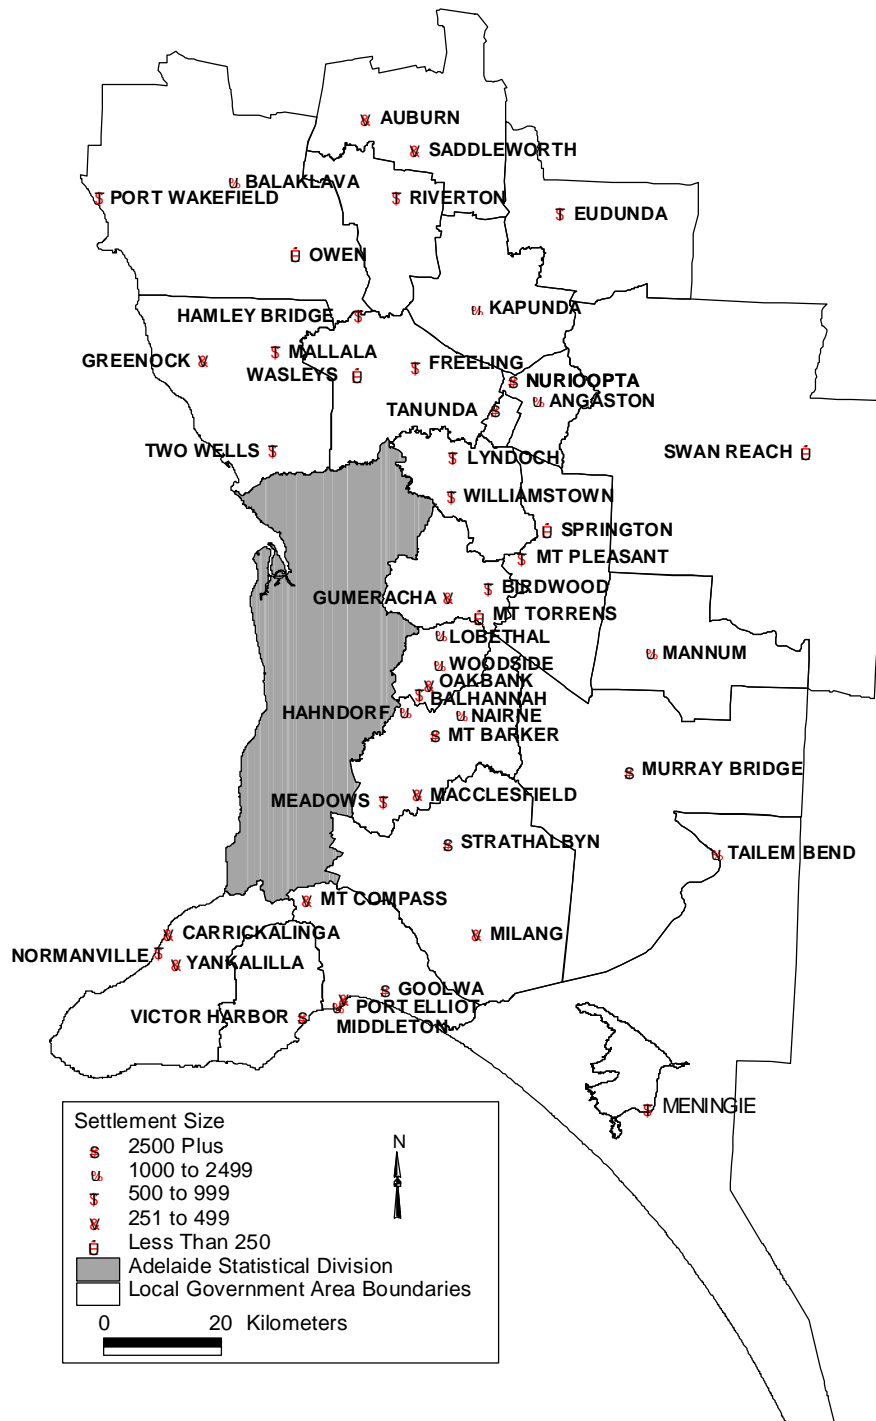 AUBURN
SADDLEWORTH
BALAKLAVA
PORT WAKEFIELD
RIVERTON
EUDUNDA
OWEN
KAPUNDA
HAMLEY BRIDGE
MALLALA
GREENOCK
FREELING
WASLEYS
NURIOOPTA
ANGASTON
TANUNDA
TWO WELLS
SWAN REACH
LYNDOCH
WILLIAMSTOWN
SPRINGTON
MT PLEASANT
BIRDWOOD
GUMERACHA
MT TORRENS
LOBETHAL
MANNUM
WOODSIDE
OAKBANK
BALHANNAH
HAHNDORF
NAIRNE
MT BARKER
MURRAY BRIDGE
MEADOWS
MACCLESFIELD
STRATHALBYN
TAILEM BEND
MT COMPASS
CARRICKALINGA
MILANG
NORMANVILLE
YANKALILLA
GOOLWA
PORT ELLIOT
VICTOR HARBOR
MIDDLETON
MENINGIE
Settlement Size
2500 Plus
1000 to 2499
500 to 999
251 to 499
Less Than 250
Adelaide Statistical Division
Local Government Area Boundaries
0 20 Kilometers
N